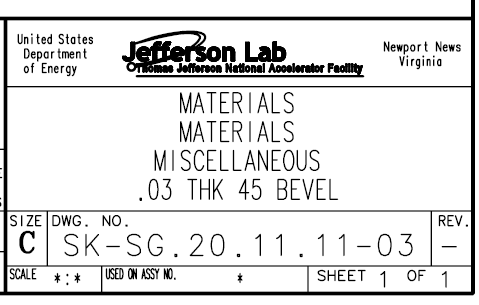 United States
Department
of Energy
Jefferson Lab
Thomas Jefferson National Accelerator Facility
Newport News
Virginia
MATERIALS
MATERIALS
MISCELLANEOUS
.03 THK 45 BEVEL
SIZE
C
DWG. NO.
SK-SG.20.11.11-03
REV.
-
SCALE *:* USED ON ASSY NO. * SHEET 1 OF 1